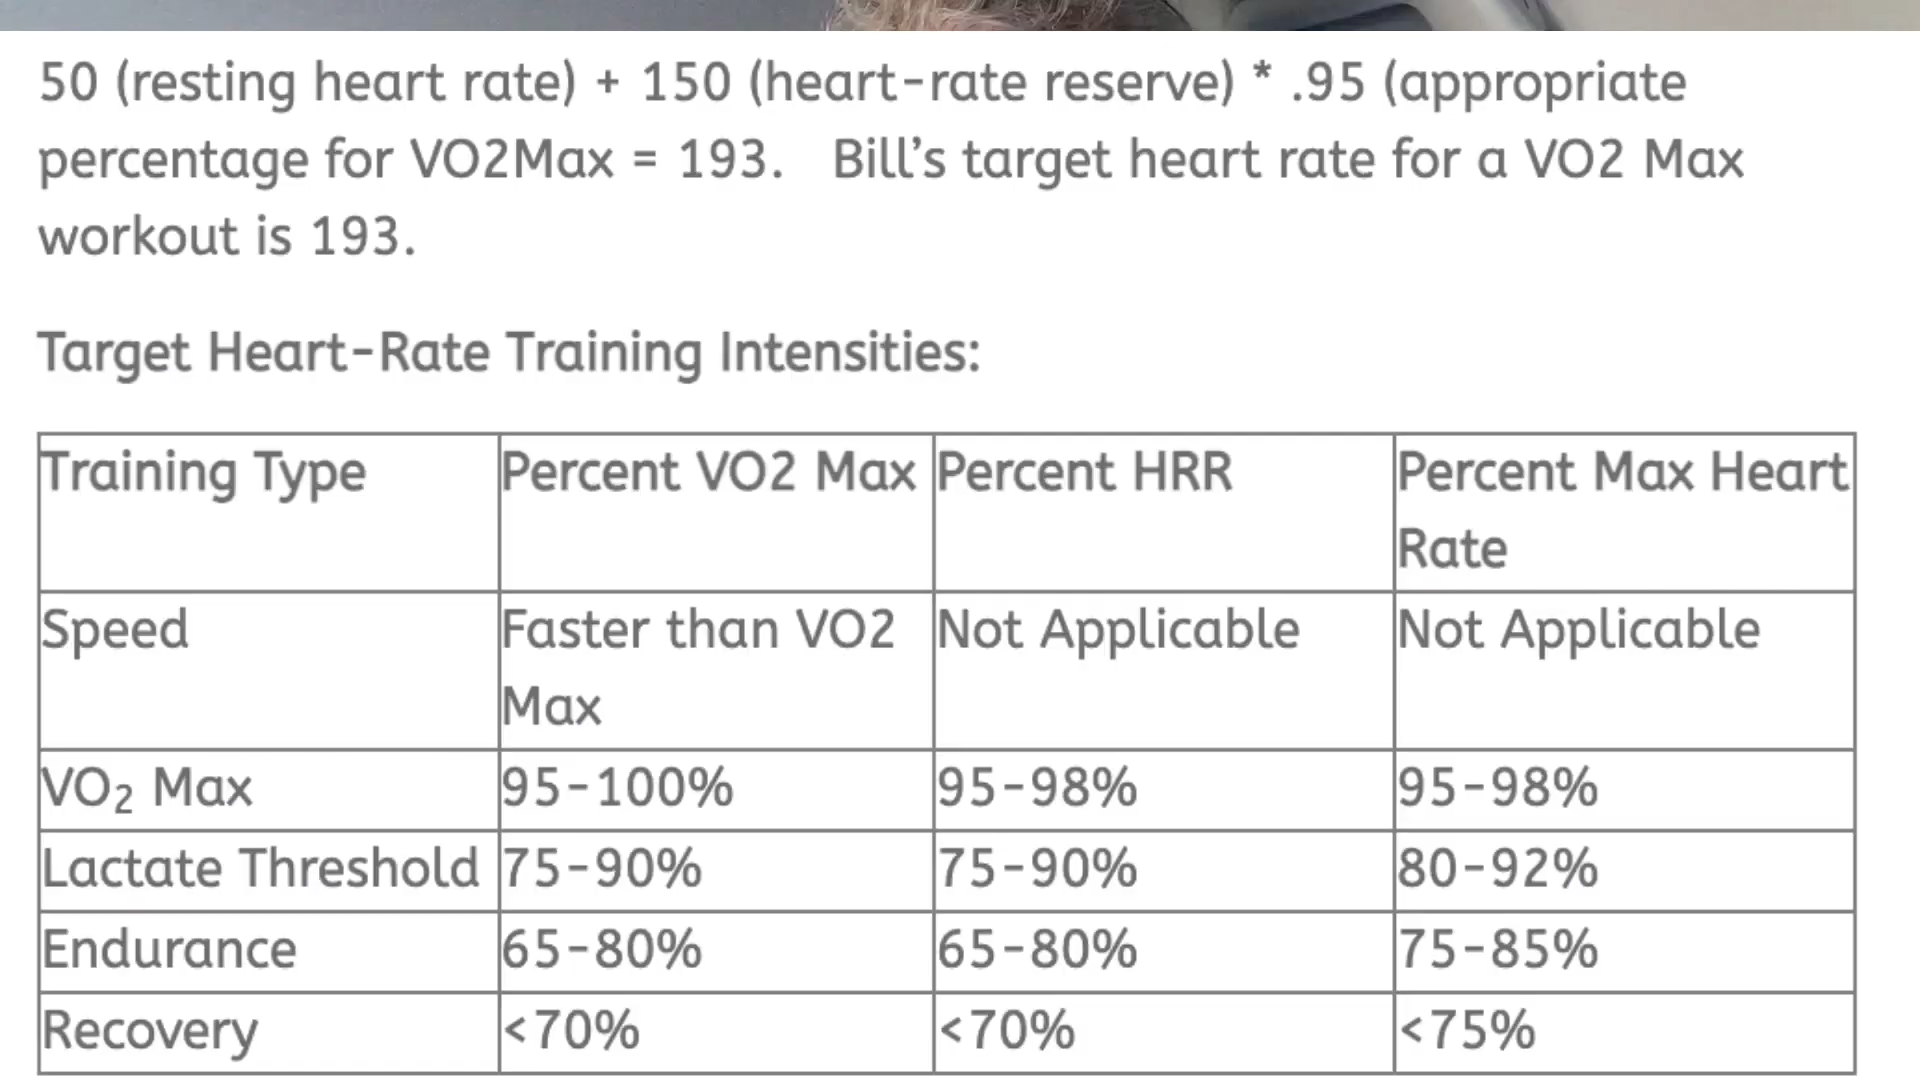 50 (resting heart rate) + 150 (heart-rate reserve) * .95 (appropriate
percentage for VO2Max = 193.   Bill’s target heart rate for a VO2 Max
workout is 193.
Target Heart-Rate Training Intensities:
Training Type Percent VO2 Max Percent HRR Percent Max Heart
Rate
Speed Faster than VO2 Not Applicable Not Applicable
Max
VO₂ Max 95-100% 95-98% 95-98%
Lactate Threshold 75-90% 75-90% 80-92%
Endurance 65-80% 65-80% 75-85%
Recovery <70% <70% <75%